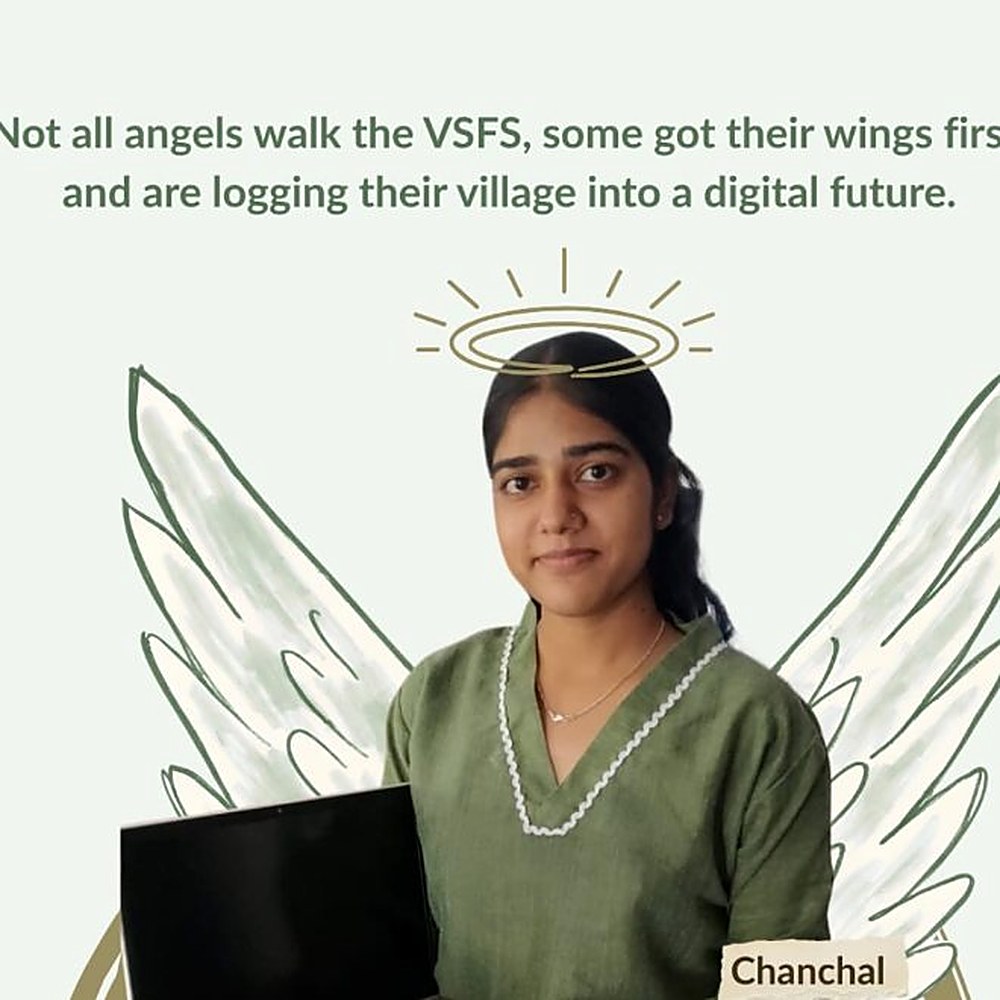 Not all angels walk the VSFS, some got their wings firs
and are logging their village into a digital future.
Chanchal